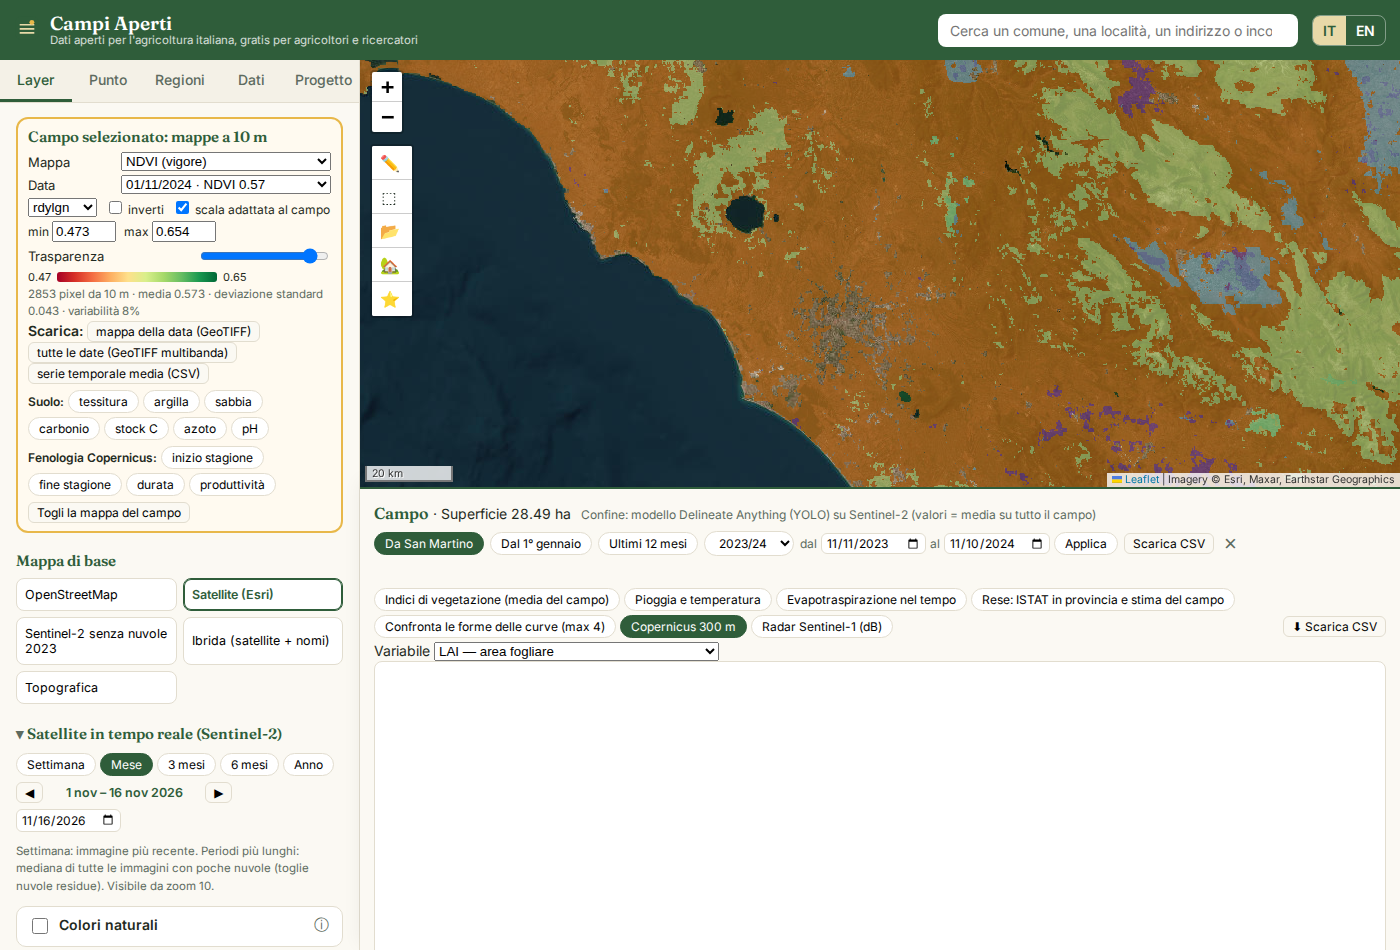 Campi Aperti
Dati aperti per l'agricoltura italiana, gratis per agricoltori e ricercatori
Cerca un comune, una località, un indirizzo o inco
IT EN
Layer Punto Regioni Dati Progetto
Campo selezionato: mappe a 10 m
Mappa NDVI (vigore)
Data 01/11/2024 · NDVI 0.57
rdylgn inverti scala adattata al campo
min 0.473 max 0.654
Trasparenza
0.47 0.65
2853 pixel da 10 m · media 0.573 · deviazione standard
0.043 · variabilità 8%
Scarica: mappa della data (GeoTIFF)
tutte le date (GeoTIFF multibanda)
serie temporale media (CSV)
Suolo: tessitura argilla sabbia
carbonio stock C azoto pH
Fenologia Copernicus: inizio stagione
fine stagione durata produttività
Togli la mappa del campo
Mappa di base
OpenStreetMap Satellite (Esri)
Sentinel-2 senza nuvole
2023
Ibrida (satellite + nomi)
Topografica
▾ Satellite in tempo reale (Sentinel-2)
Settimana Mese 3 mesi 6 mesi Anno
◀ 1 nov – 16 nov 2026 ▶
11/16/2026
Settimana: immagine più recente. Periodi più lunghi:
mediana di tutte le immagini con poche nuvole (toglie
nuvole residue). Visibile da zoom 10.
Colori naturali ⓘ
+
−
20 km
Leaflet | Imagery © Esri, Maxar, Earthstar Geographics
Campo · Superficie 28.49 ha Confine: modello Delineate Anything (YOLO) su Sentinel-2 (valori = media su tutto il campo)
Da San Martino Dal 1° gennaio Ultimi 12 mesi 2023/24 dal 11/11/2023 al 11/10/2024 Applica Scarica CSV ✕
Indici di vegetazione (media del campo) Pioggia e temperatura Evapotraspirazione nel tempo Rese: ISTAT in provincia e stima del campo
Confronta le forme delle curve (max 4) Copernicus 300 m Radar Sentinel-1 (dB) ⬇ Scarica CSV
Variabile LAI — area fogliare